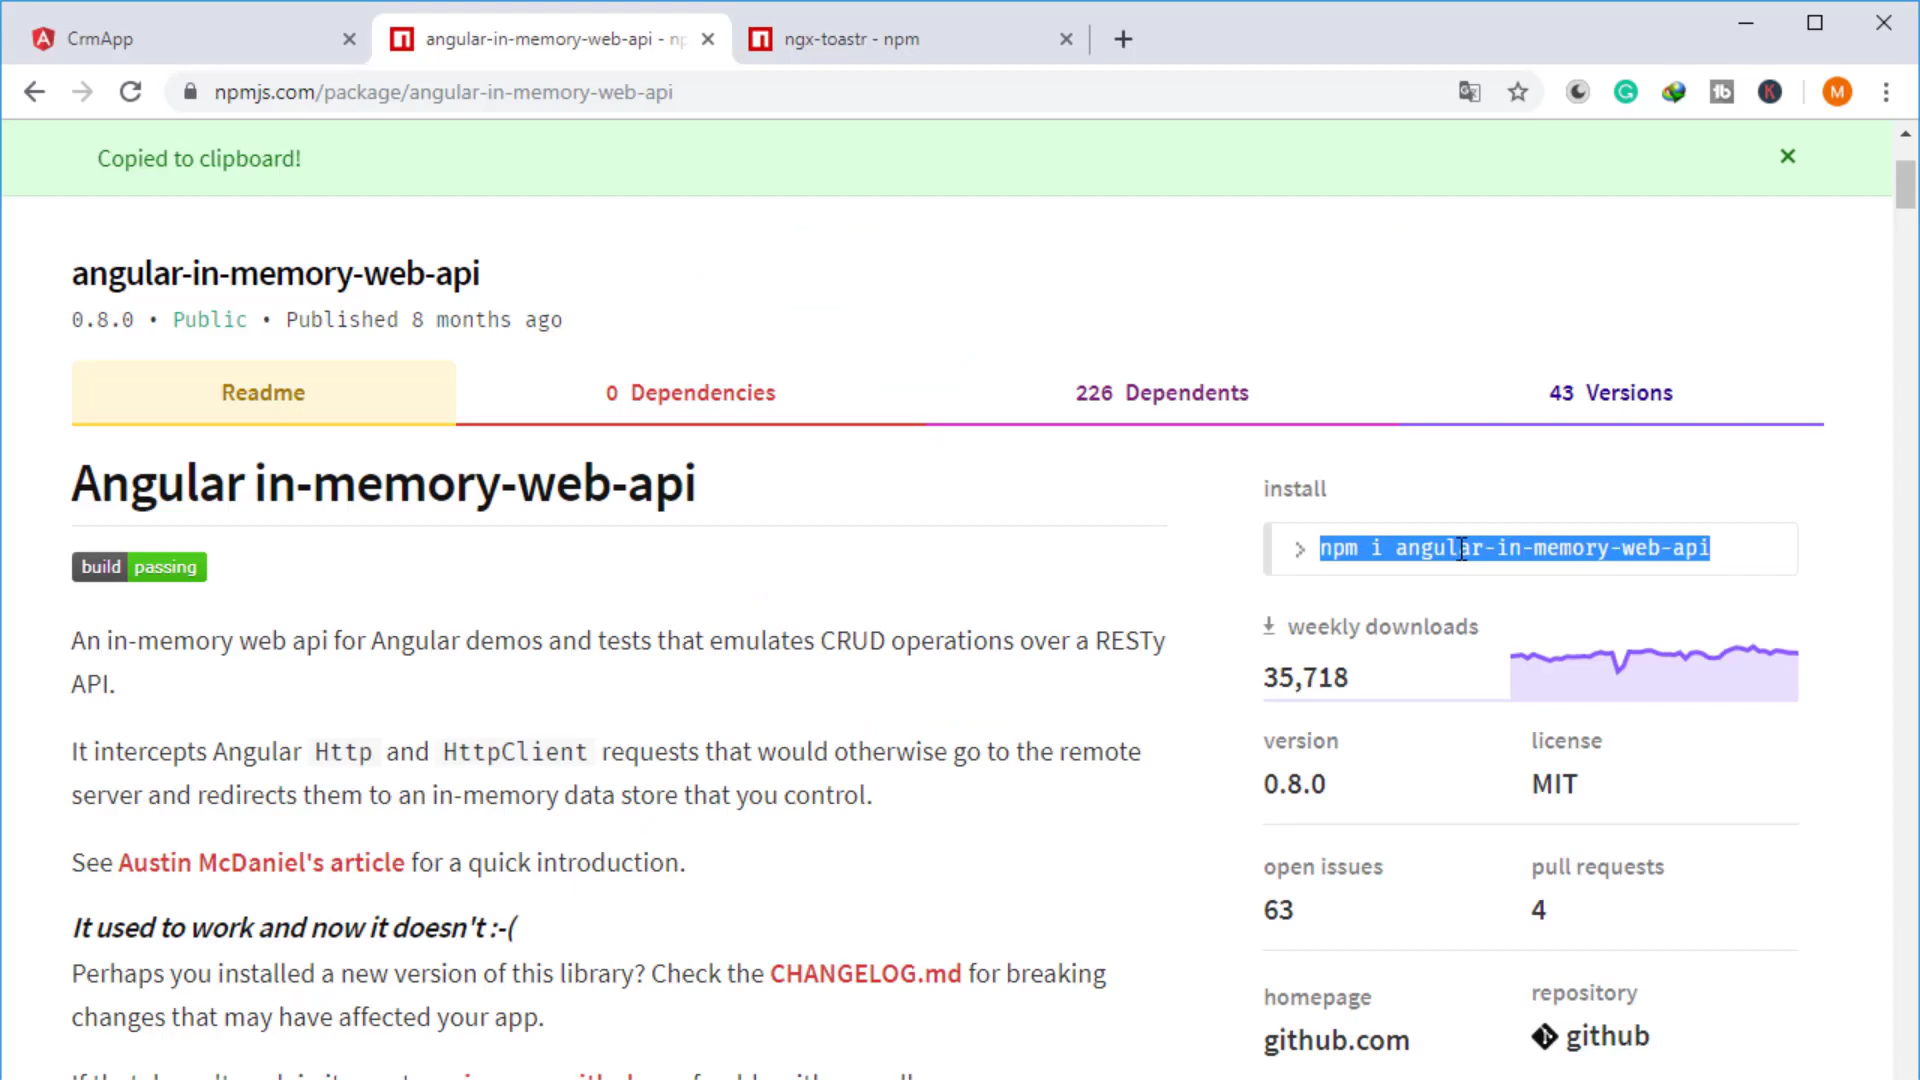 CrmApp
angular-in-memory-web-api - np
ngx-toastr - npm
npmjs.com/package/angular-in-memory-web-api
M
Copied to clipboard!
angular-in-memory-web-api
0.8.0 • Public • Published 8 months ago
Readme
0 Dependencies
226 Dependents
43 Versions
Angular in-memory-web-api
build passing
An in-memory web api for Angular demos and tests that emulates CRUD operations over a RESTy
API.
It intercepts Angular Http and HttpClient requests that would otherwise go to the remote
server and redirects them to an in-memory data store that you control.
See Austin McDaniel's article for a quick introduction.
It used to work and now it doesn't :-(
Perhaps you installed a new version of this library? Check the CHANGELOG.md for breaking
changes that may have affected your app.
install
> npm i angular-in-memory-web-api
weekly downloads
35,718
version
0.8.0
license
MIT
open issues
63
pull requests
4
homepage
github.com
repository
github